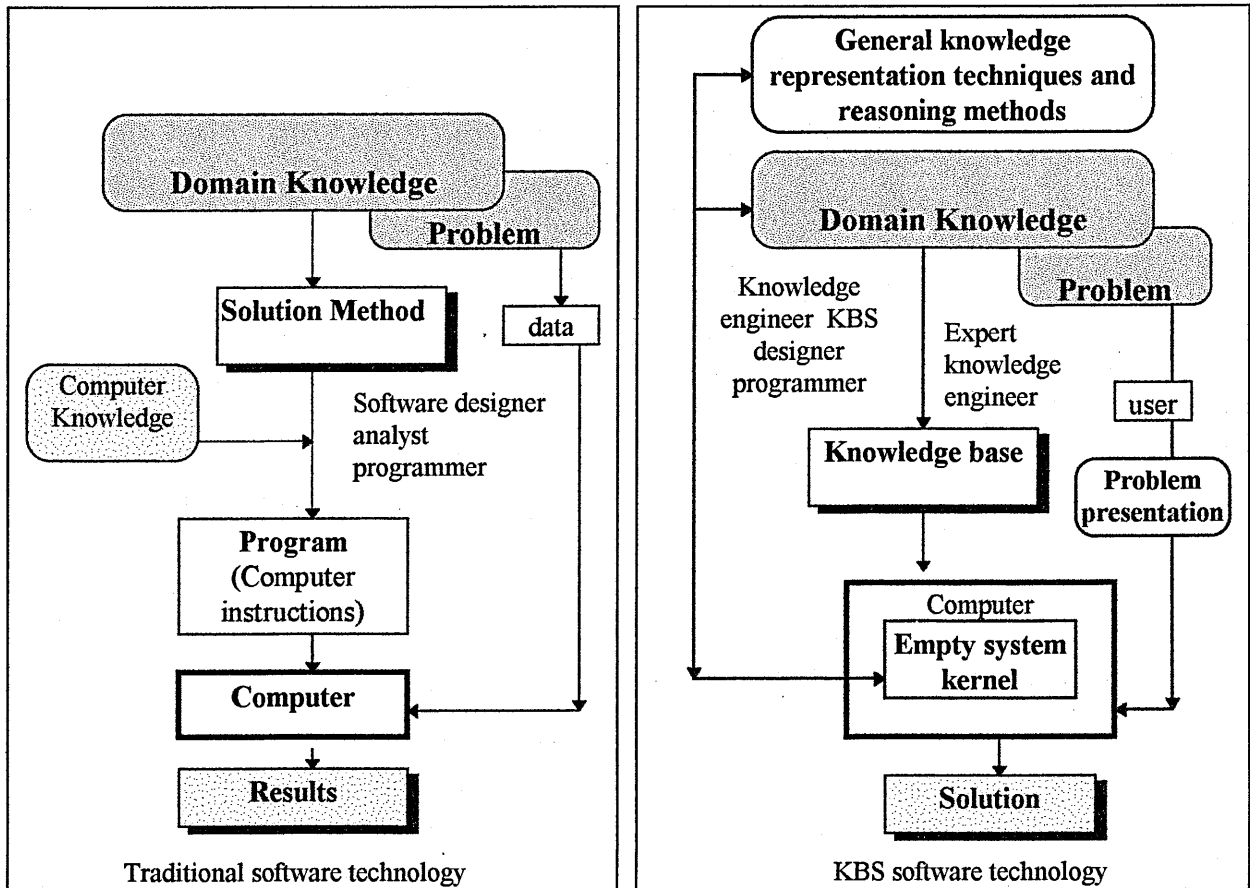 Domain Knowledge
Problem
Solution Method
data
Computer
Knowledge
Software designer
analyst
programmer
Program
(Computer
instructions)
Computer
Results
Traditional software technology
General knowledge
representation techniques and
reasoning methods
Domain Knowledge
Problem
Knowledge
engineer KBS
designer
programmer
Expert
knowledge
engineer
user
Knowledge base
Problem
presentation
Computer
Empty system
kernel
Solution
KBS software technology